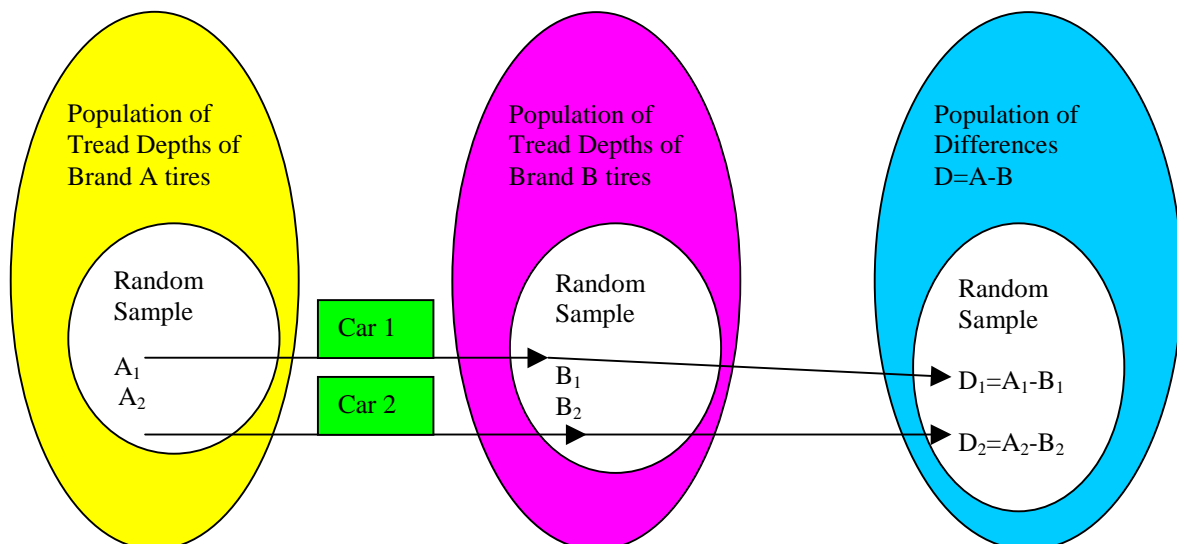 Population of
Tread Depths of
Brand A tires
Random
Sample
A₁
A₂
Car 1
Car 2
Population of
Tread Depths of
Brand B tires
Random
Sample
B₁
B₂
Population of
Differences
D=A-B
Random
Sample
D₁=A₁-B₁
D₂=A₂-B₂